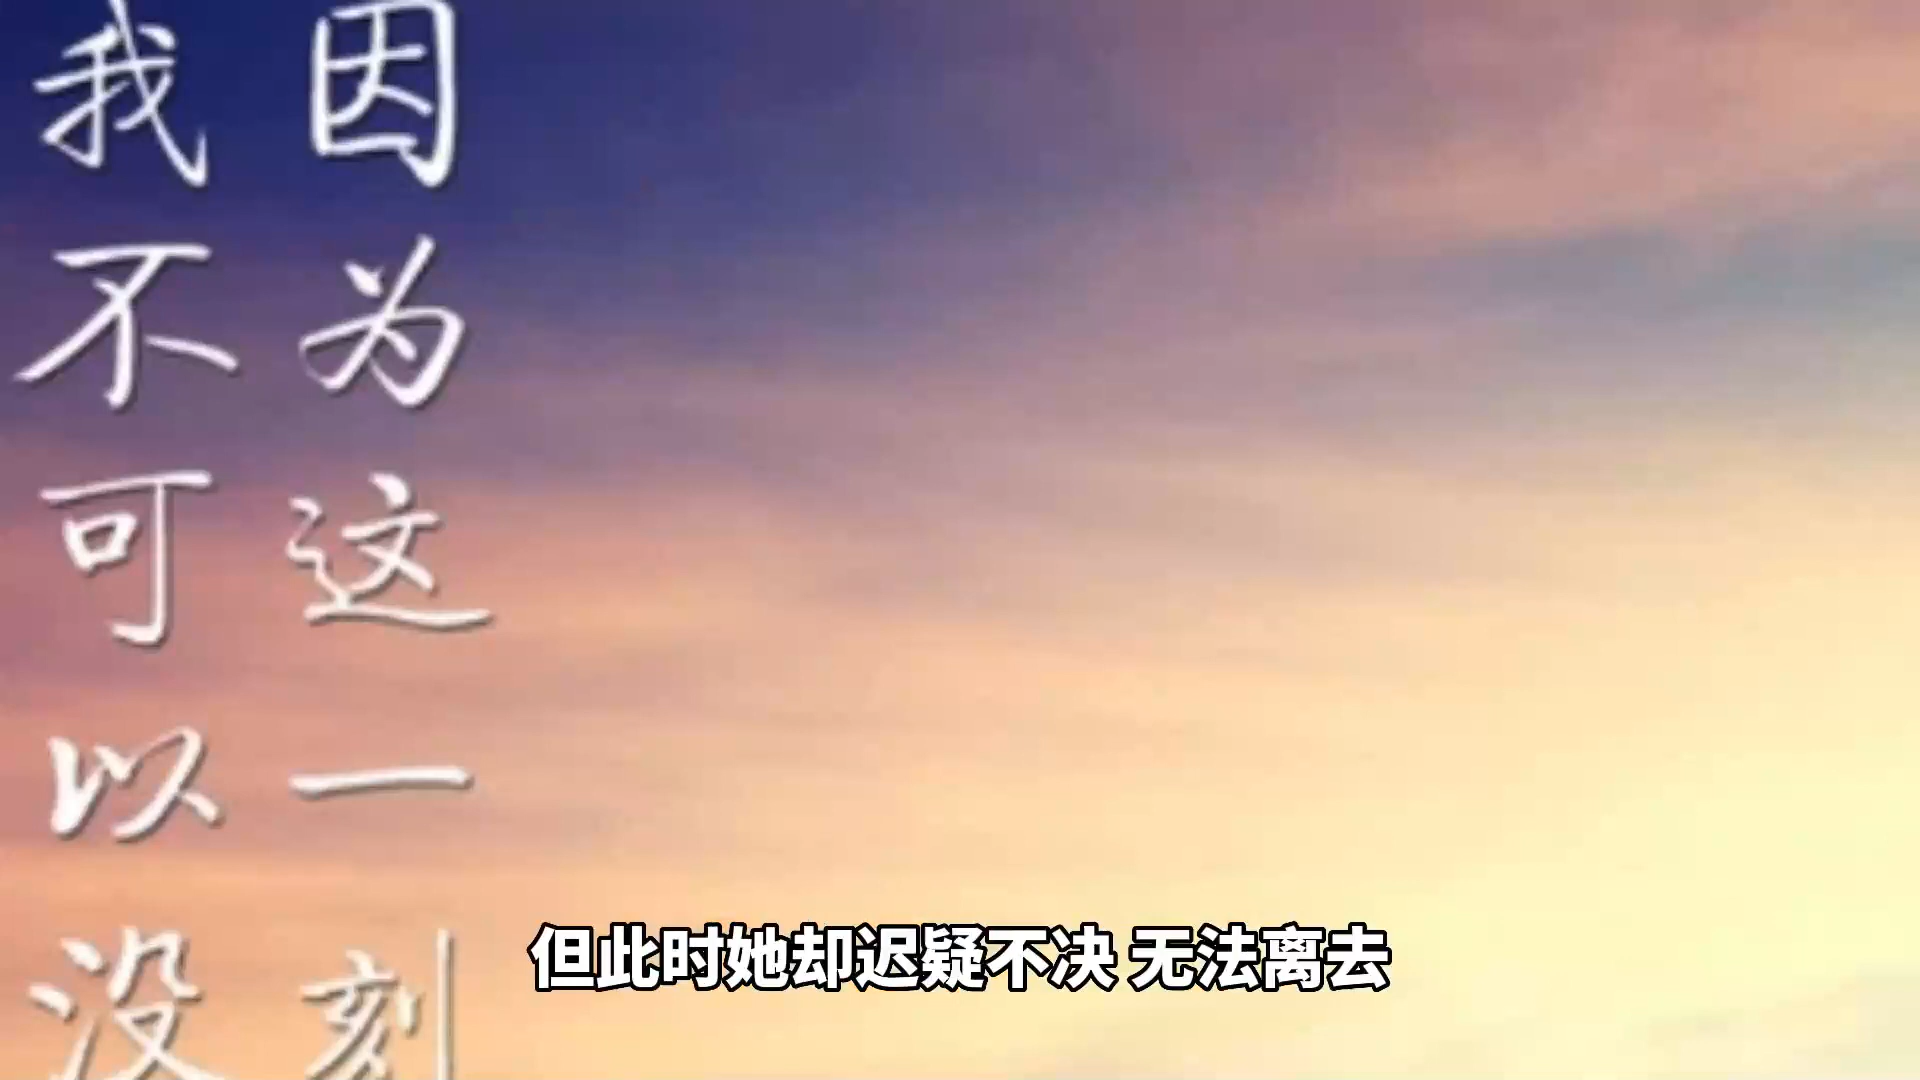 因为这一刻
我不可以没
但此时她却迟疑不决 无法离去